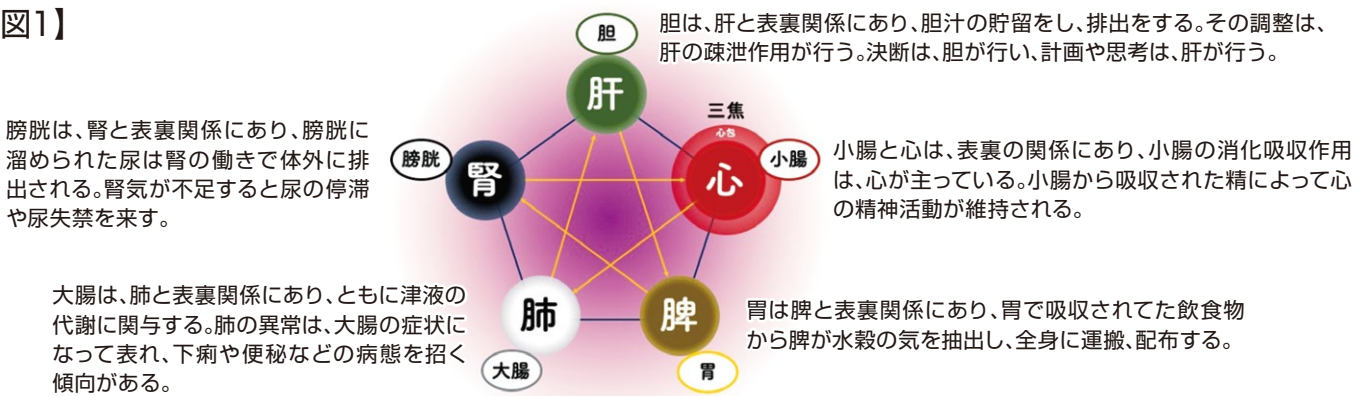 図1】
胆は、肝と表裏関係にあり、胆汁の貯留をし、排出をする。その調整は、
肝の疎泄作用が行う。決断は、胆が行い、計画や思考は、肝が行う。
胆
肝
三焦
心包
心
小腸
小腸と心は、表裏の関係にあり、小腸の消化吸収作用
は、心が主っている。小腸から吸収された精によって心
の精神活動が維持される。
膀胱は、腎と表裏関係にあり、膀胱に
溜められた尿は腎の働きで体外に排
出される。腎気が不足すると尿の停滞
や尿失禁を来す。
膀胱
腎
大腸は、肺と表裏関係にあり、ともに津液の
代謝に関与する。肺の異常は、大腸の症状に
なって表れ、下痢や便秘などの病態を招く
傾向がある。
肺
大腸
脾
胃
胃は脾と表裏関係にあり、胃で吸収されてた飲食物
から脾が水穀の気を抽出し、全身に運搬、配布する。